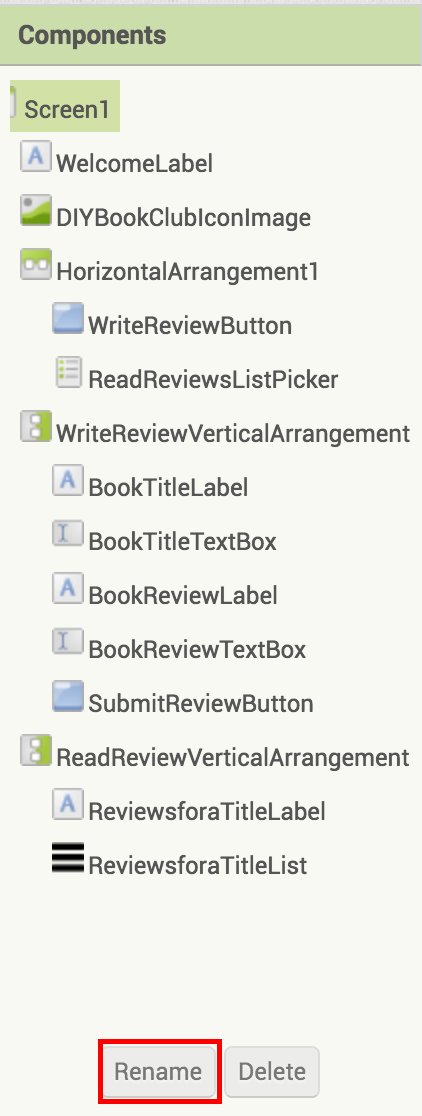 Components
Screen1
A WelcomeLabel
DIYBookClubIconImage
HorizontalArrangement1
WriteReviewButton
ReadReviewsListPicker
WriteReviewVerticalArrangement
A BookTitleLabel
BookTitleTextBox
A BookReviewLabel
BookReviewTextBox
SubmitReviewButton
ReadReviewVerticalArrangement
A ReviewsforaTitleLabel
ReviewsforaTitleList
Rename Delete